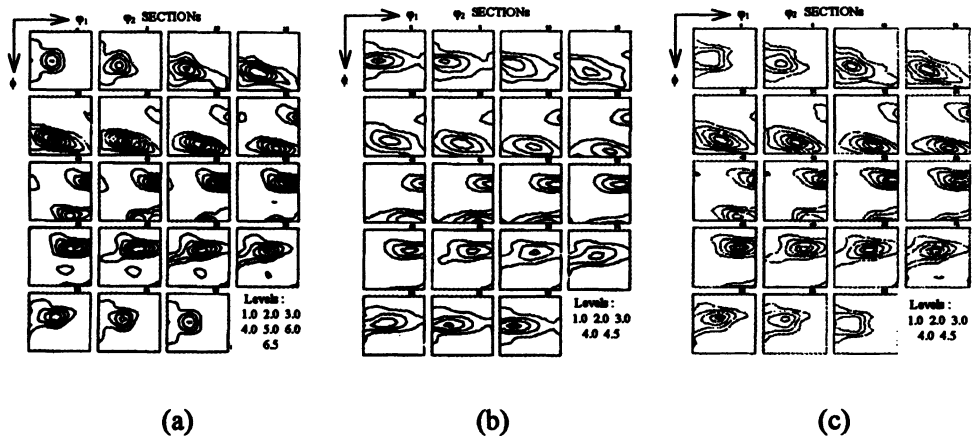 φ1 φ2 SECTIONs
Φ
Levels :
1.0 2.0 3.0
4.0 5.0 6.0
6.5
(a)
φ1 φ2 SECTIONs
Φ
Levels :
1.0 2.0 3.0
4.0 4.5
(b)
φ1 φ2 SECTIONs
Φ
Levels :
1.0 2.0 3.0
4.0 4.5
(c)